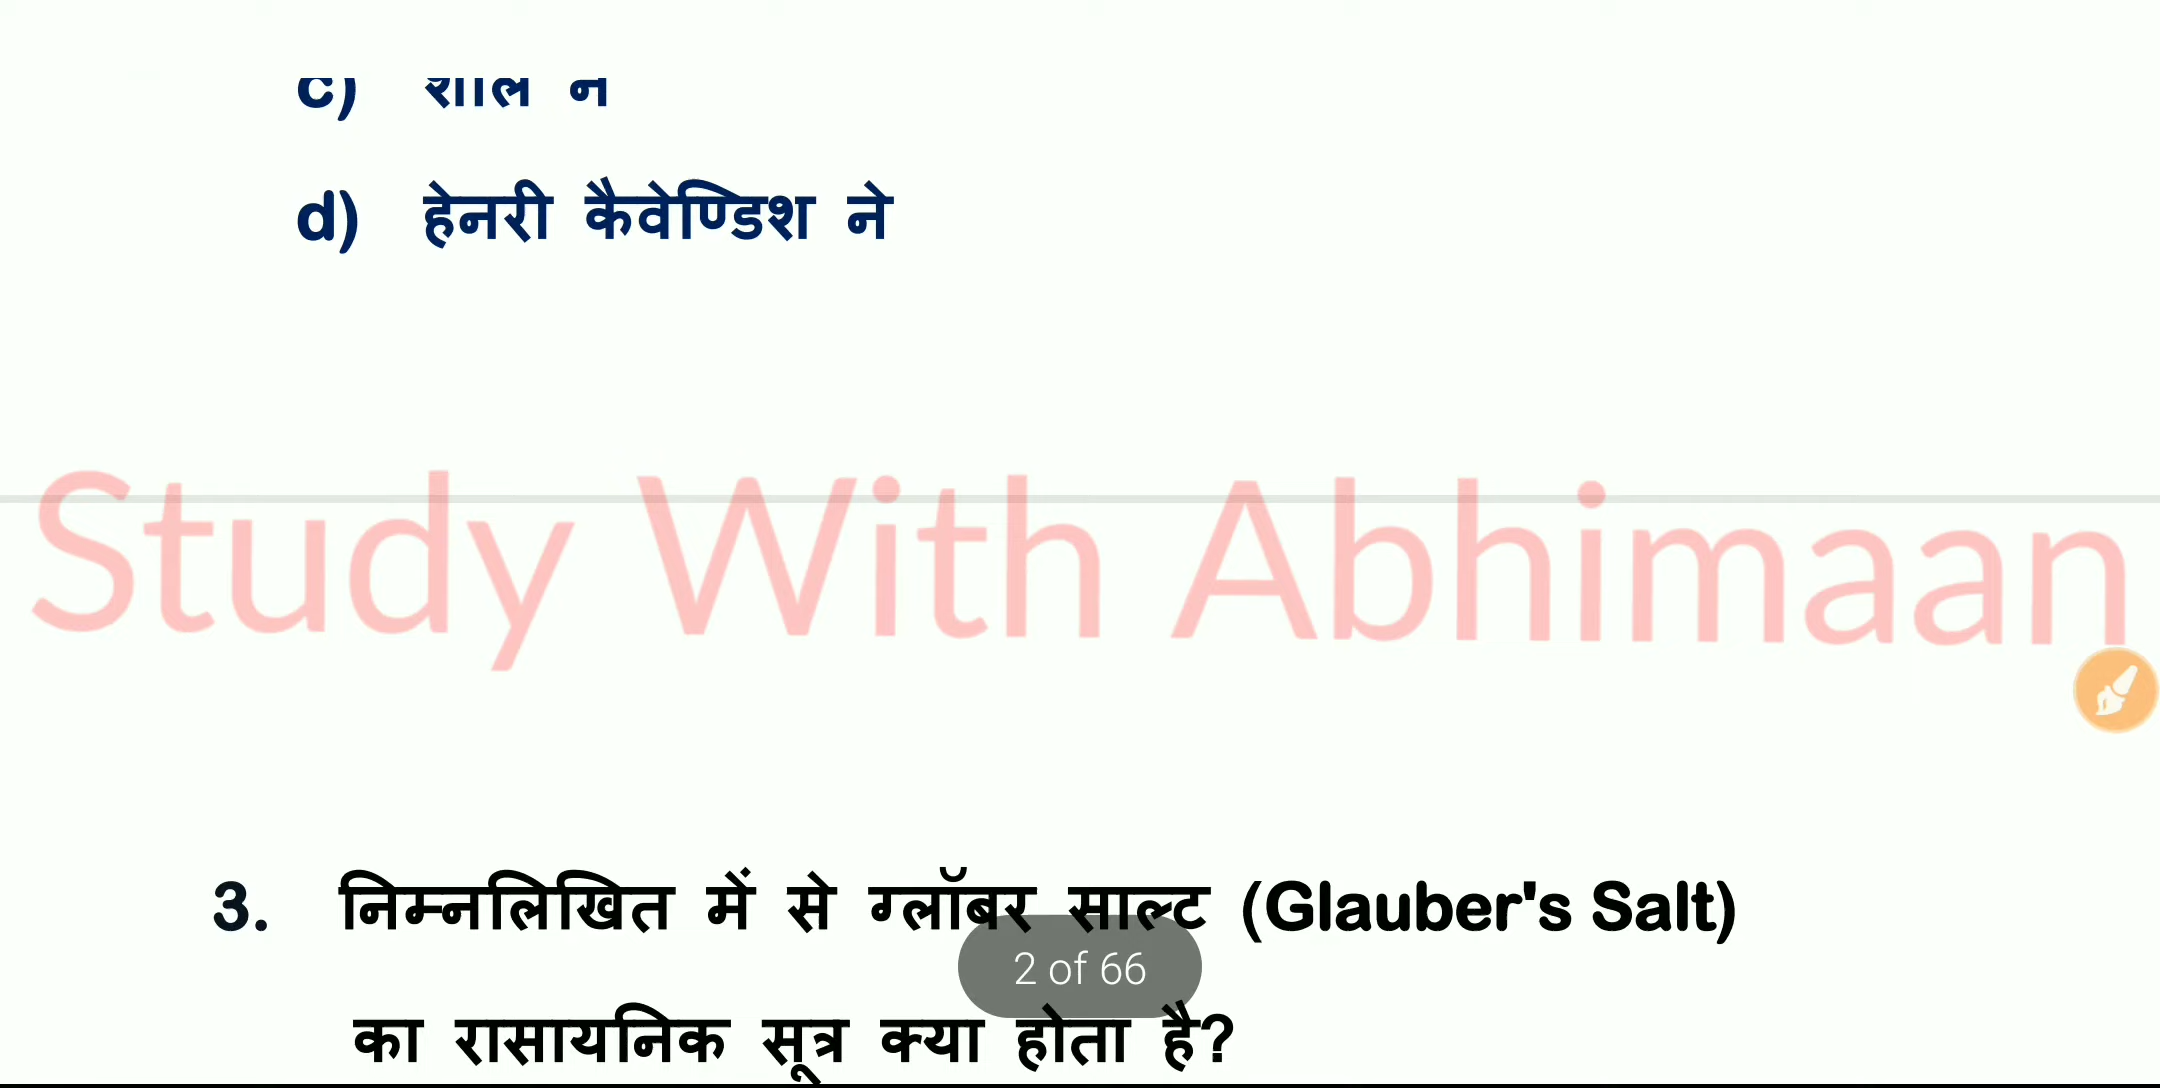 c) शीले ने
d) हेनरी कैवेण्डिश ने
Study With Abhimaan
3. निम्नलिखित में से ग्लॉबर साल्ट (Glauber's Salt)
2 of 66
का रासायनिक सूत्र क्या होता है?